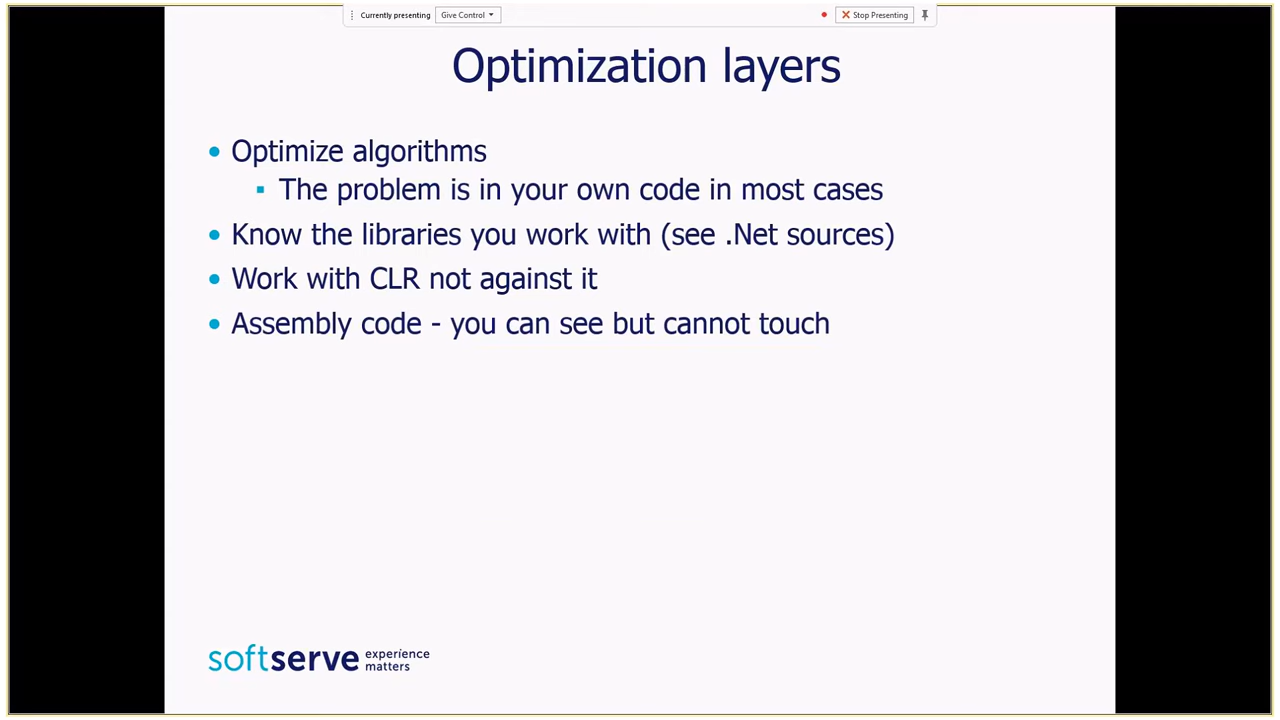 Currently presenting Give Control Stop Presenting
Optimization layers
• Optimize algorithms
▪ The problem is in your own code in most cases
• Know the libraries you work with (see .Net sources)
• Work with CLR not against it
• Assembly code - you can see but cannot touch
softserve experience
matters